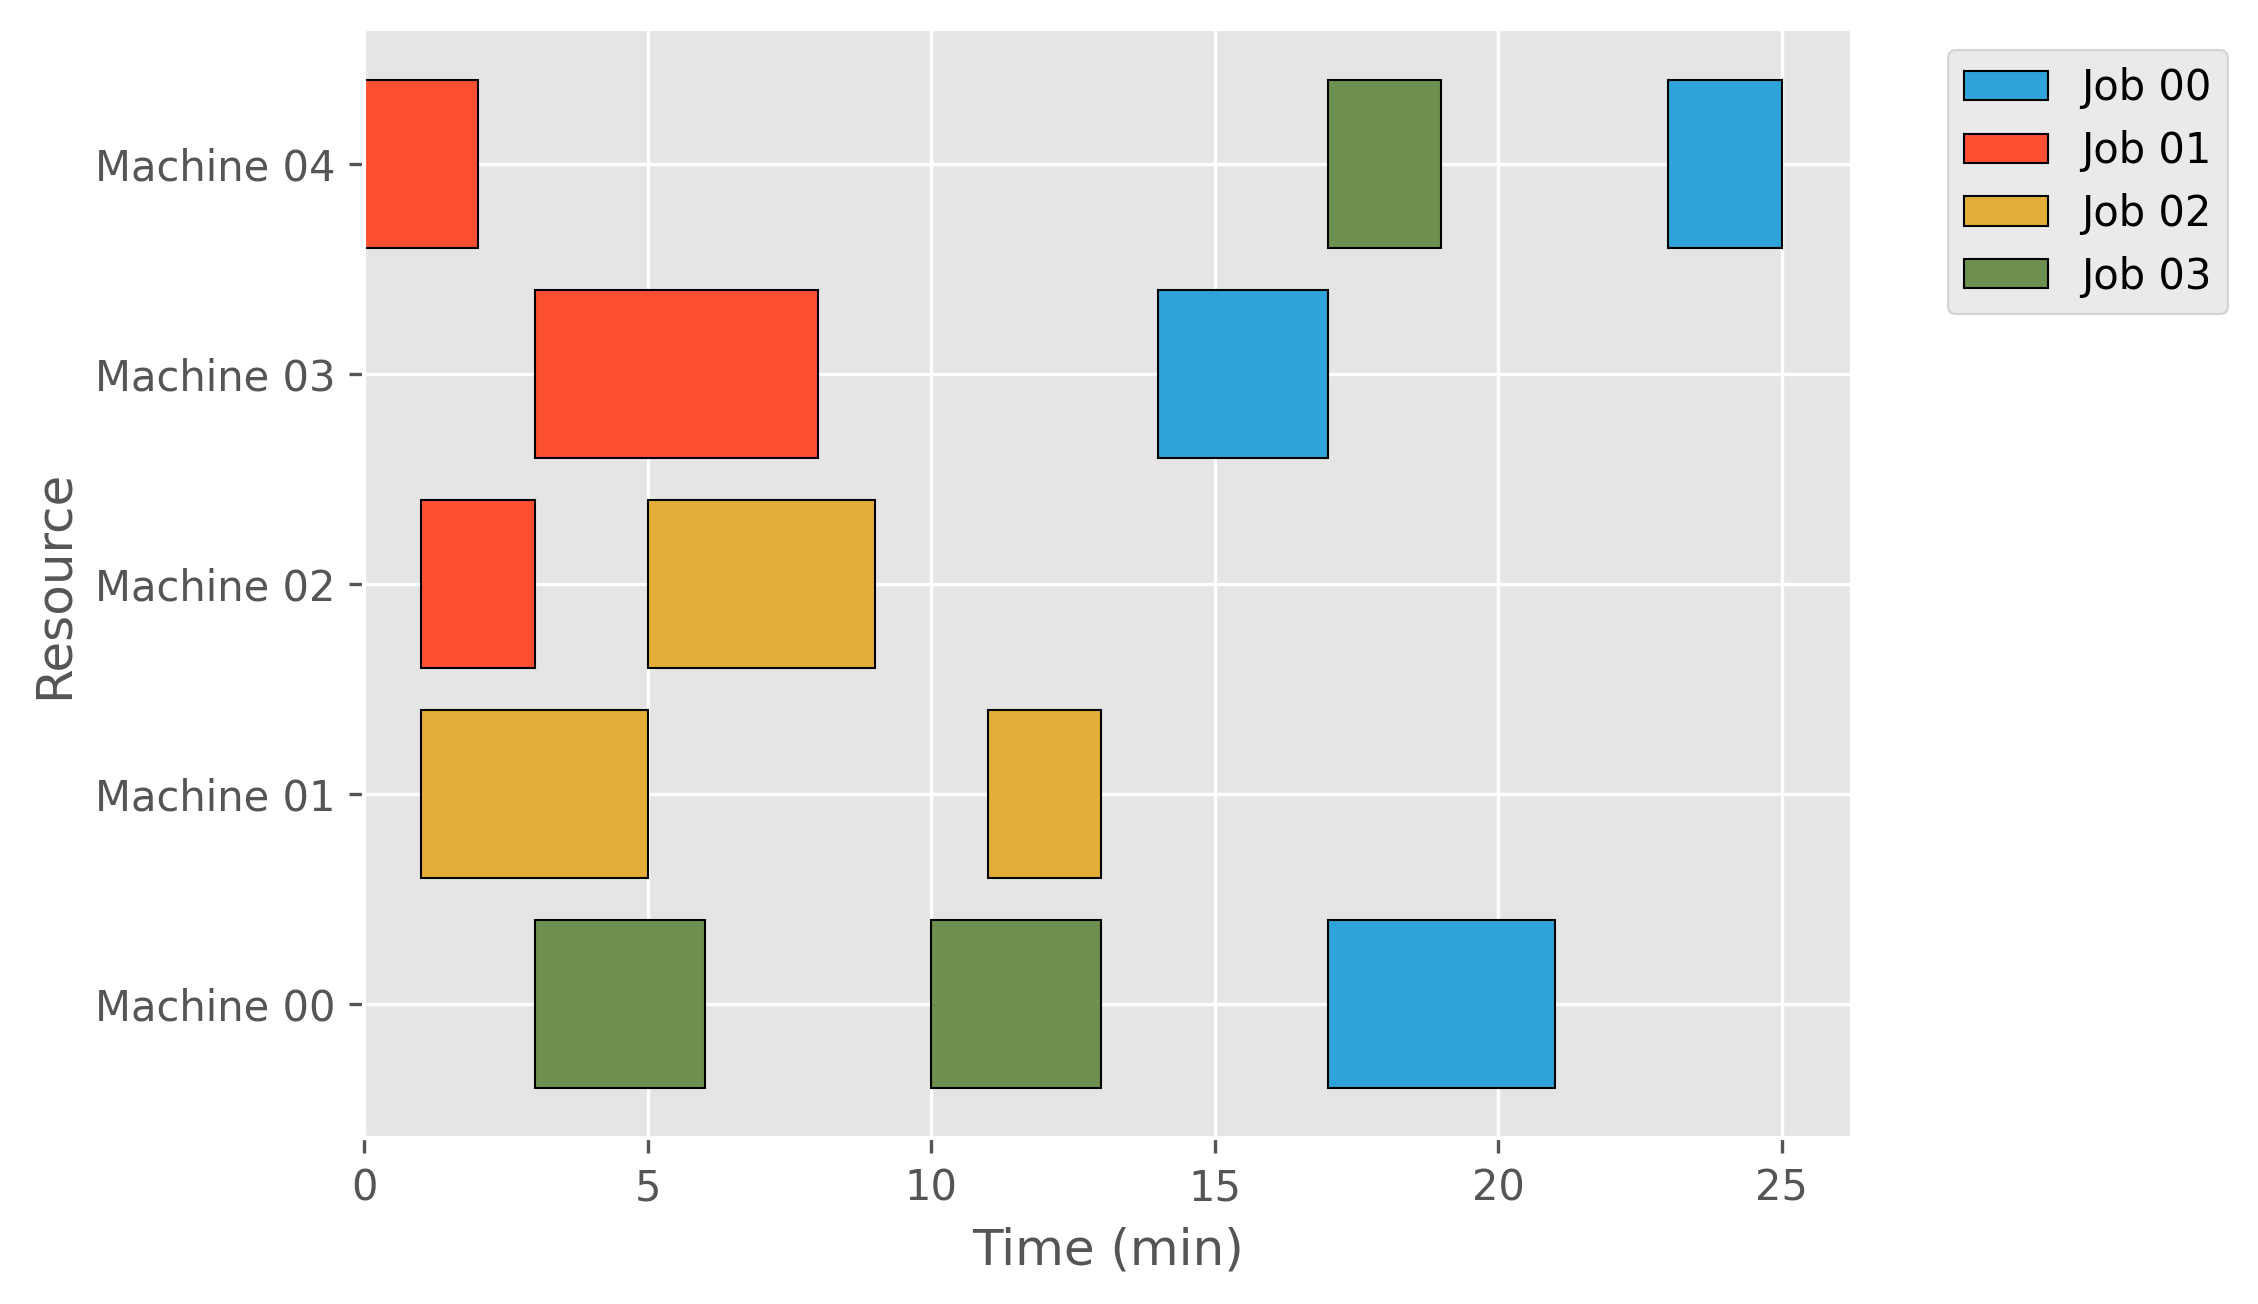 Machine 04
Machine 03
Machine 02
Machine 01
Machine 00
Resource
0 5 10 15 20 25
Time (min)
Job 00
Job 01
Job 02
Job 03